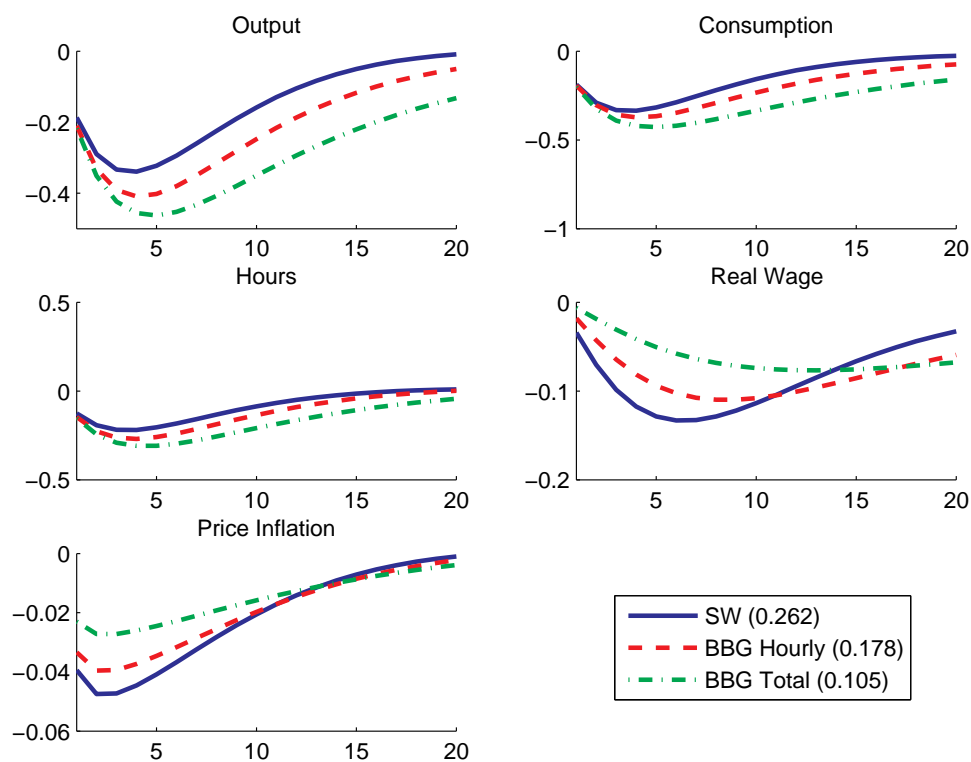 Output
0
−0.2
−0.4
5 10 15 20
Consumption
0
−0.5
−1
5 10 15 20
Hours
0.5
0
−0.5
5 10 15 20
Real Wage
0
−0.1
−0.2
5 10 15 20
Price Inflation
0
−0.02
−0.04
−0.06
5 10 15 20
SW (0.262)
BBG Hourly (0.178)
BBG Total (0.105)